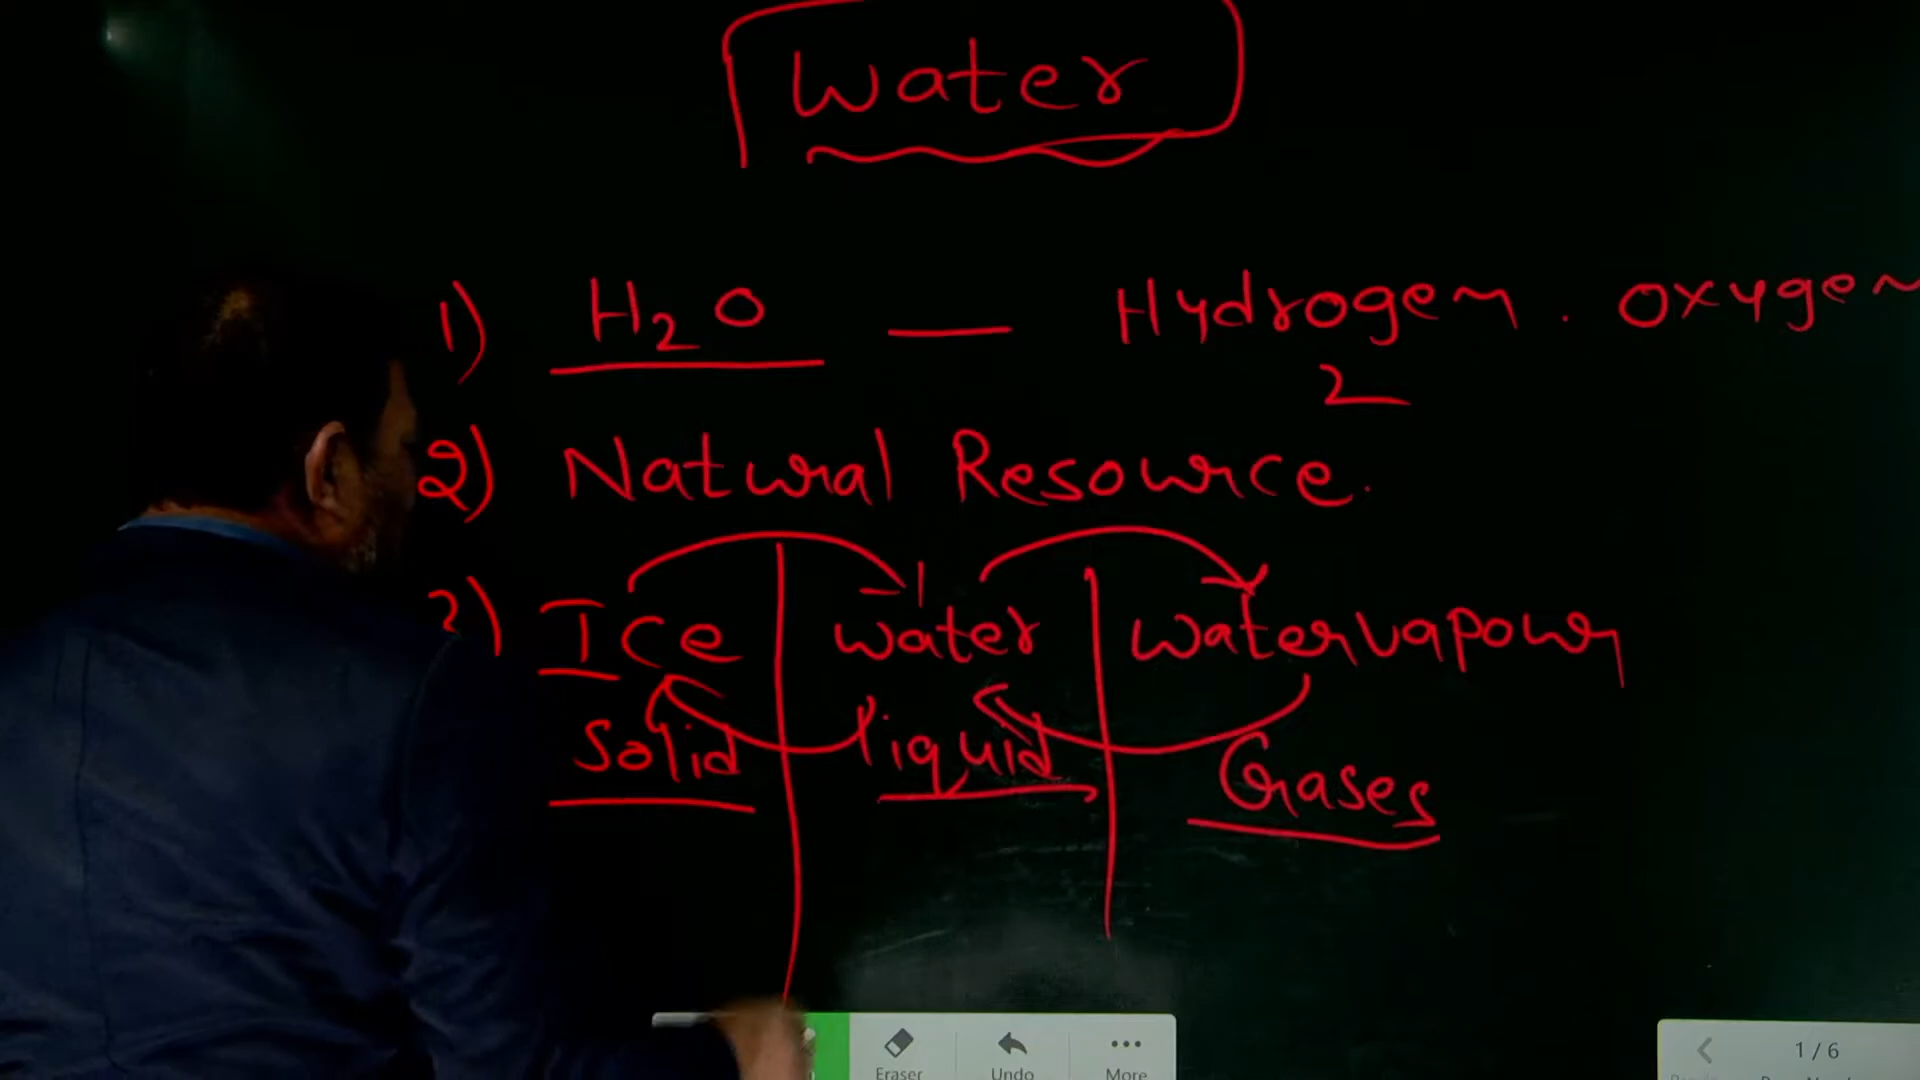 Water
1) H2O — Hydrogen . Oxygen
2
2) Natural Resource.
3) Ice water watervapour
Solid liquid Gases
Eraser Undo More
1 / 6